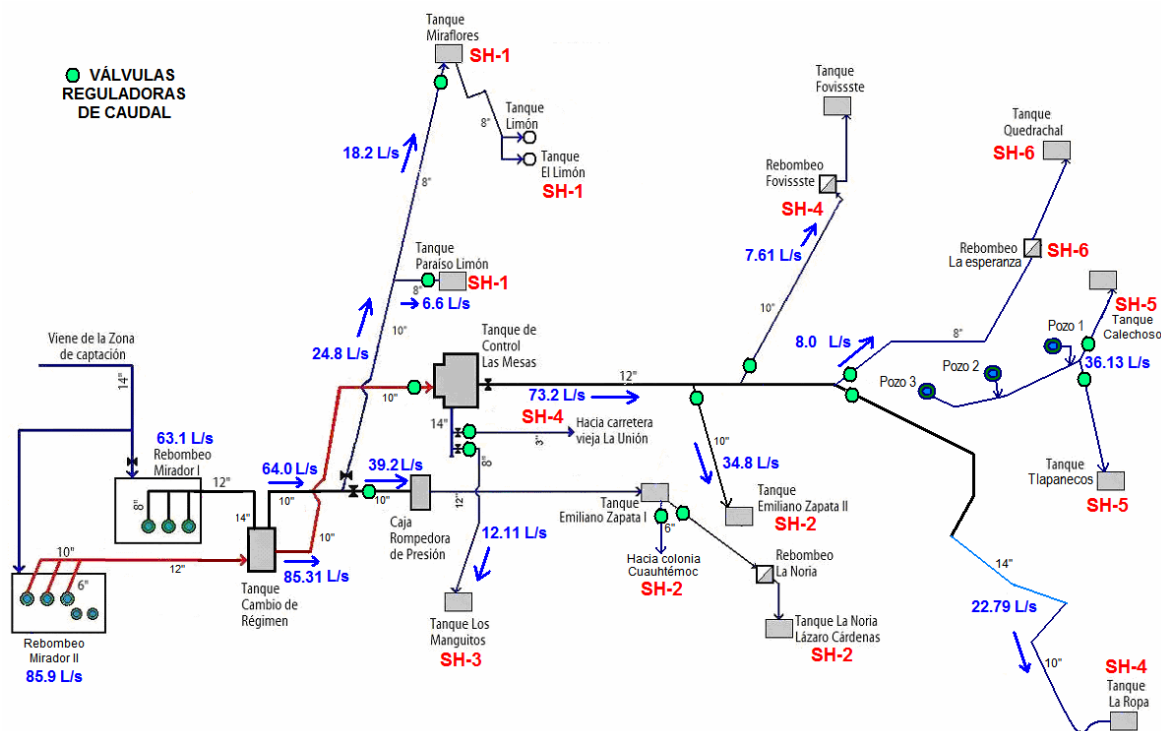 VÁLVULAS
REGULADORAS
DE CAUDAL
Tanque
Miraflores
SH-1
8"
Tanque
Limón
Tanque
El Limón
SH-1
18.2 L/s
8"
Tanque
Paraíso Limón
SH-1
8"
6.6 L/s
10"
24.8 L/s
Tanque
Fovissste
Rebombeo
Fovissste
SH-4
7.61 L/s
10"
Tanque
Quedrachal
SH-6
Rebombeo
La esperanza
SH-6
8"
8.0 L/s
SH-5
Tanque
Calechoso
Pozo 1
Pozo 2
Pozo 3
36.13 L/s
Tanque
Tlapanecos
SH-5
Viene de la Zona
de captación
14"
63.1 L/s
Rebombeo
Mirador I
12"
8"
14"
64.0 L/s
10"
39.2L/s
10"
10"
Tanque de
Control
Las Mesas
10"
12"
73.2 L/s
14"
SH-4
Hacia carretera
vieja La Unión
3"
8"
10"
34.8 L/s
Tanque
Emiliano Zapata II
SH-2
Caja
Rompedora
de Presión
12"
12.11 L/s
Tanque
Emiliano Zapata I
6"
Hacia colonia
Cuauhtémoc
SH-2
Rebombeo
La Noria
Tanque La Noria
Lázaro Cárdenas
SH-2
Tanque Los
Manguitos
SH-3
10"
12"
6"
Rebombeo
Mirador II
85.9 L/s
85.31 L/s
Tanque
Cambio de
Régimen
14"
22.79 L/s
10"
SH-4
Tanque
La Ropa